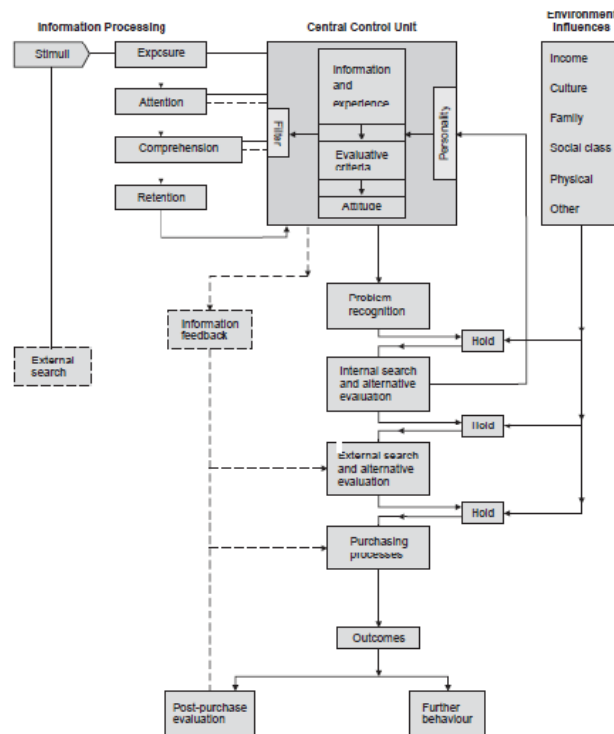 Information Processing
Central Control Unit
Environment
Influences
Stimuli
Exposure
Attention
Comprehension
Retention
Filter
Information
and
experience
Evaluative
criteria
Attitude
Personality
Income
Culture
Family
Social class
Physical
Other
External
search
Information
feedback
Problem
recognition
Hold
Internal search
and alternative
evaluation
Hold
External search
and alternative
evaluation
Hold
Purchasing
processes
Outcomes
Post-purchase
evaluation
Further
behaviour